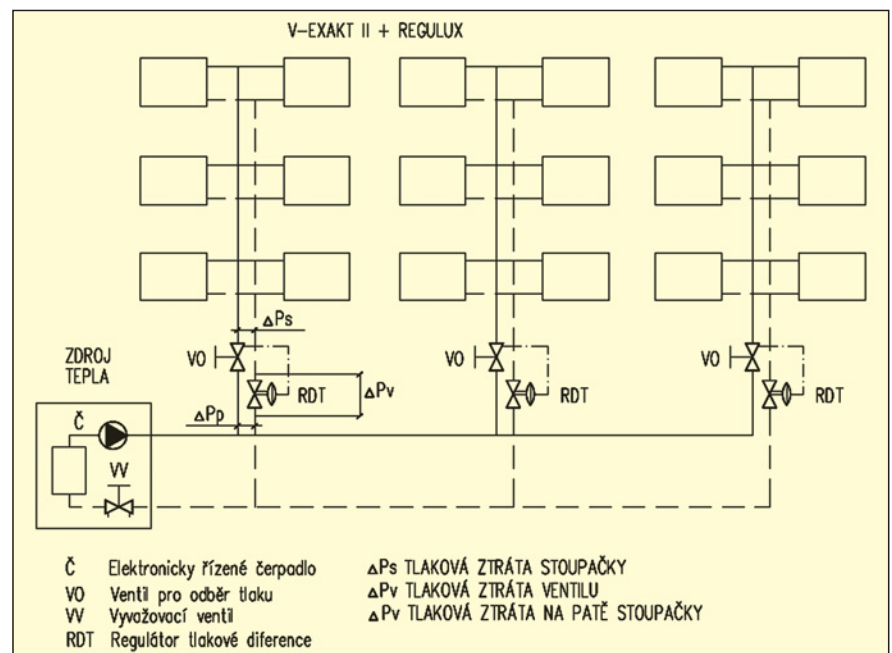 V-EXAKT II + REGULUX
ΔPs
ZDROJ
TEPLA
VO
VO
VO
RDT
ΔPv
RDT
RDT
ΔPp
Č
VV
Č Elektronicky řízené čerpadlo
VO Ventil pro odběr tlaku
VV Vyvažovací ventil
RDT Regulátor tlakové diference
ΔPs TLAKOVÁ ZTRÁTA STOUPAČKY
ΔPv TLAKOVÁ ZTRÁTA VENTILU
ΔPv TLAKOVÁ ZTRÁTA NA PATĚ STOUPAČKY